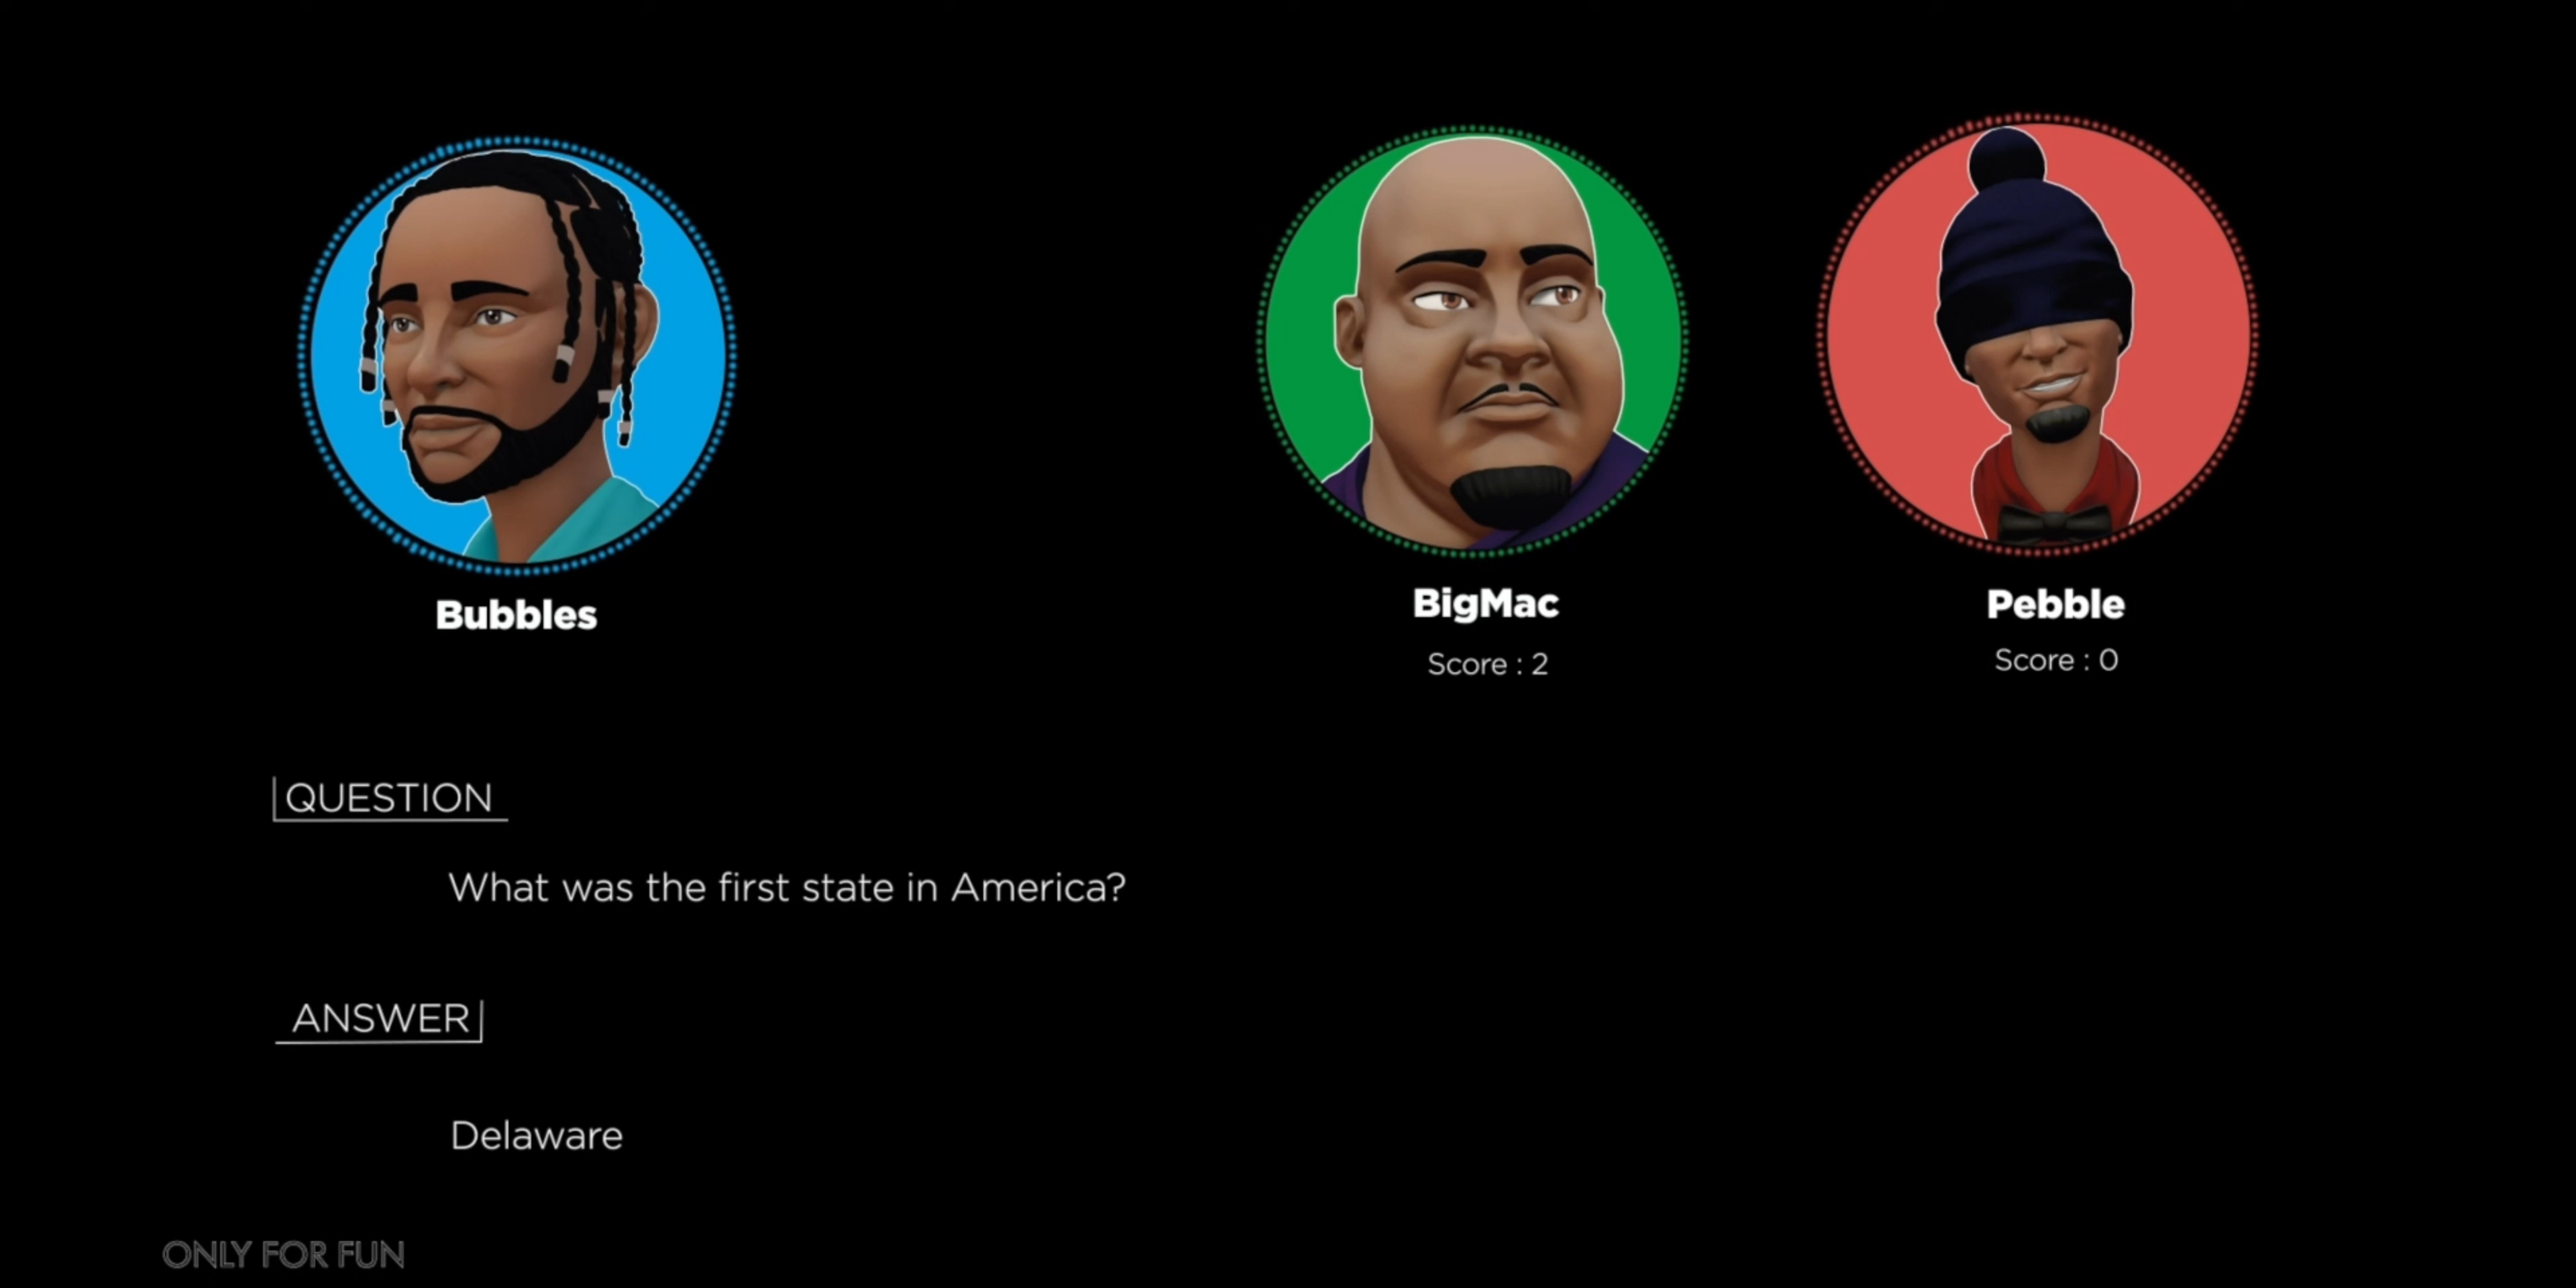 Bubbles
BigMac
Pebble
Score : 2
Score : 0
QUESTION
What was the first state in America?
ANSWER
Delaware
ONLY FOR FUN